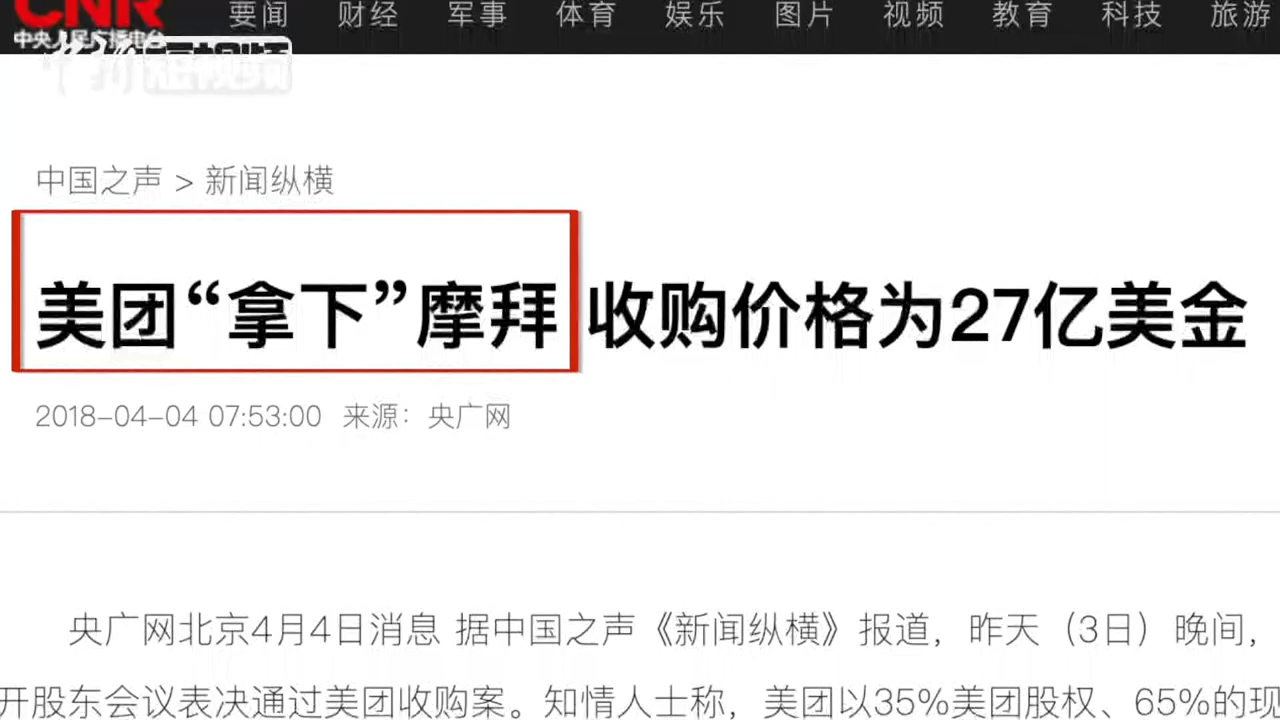 CNR 要闻 财经 军事 体育 娱乐 图片 视频 教育 科技 旅游
中央人民广播电台
中新短视频
中国之声 > 新闻纵横
美团“拿下”摩拜 收购价格为27亿美金
2018-04-04 07:53:00 来源：央广网
央广网北京4月4日消息 据中国之声《新闻纵横》报道，昨天（3日）晚间，
开股东会议表决通过美团收购案。知情人士称，美团以35%美团股权、65%的现